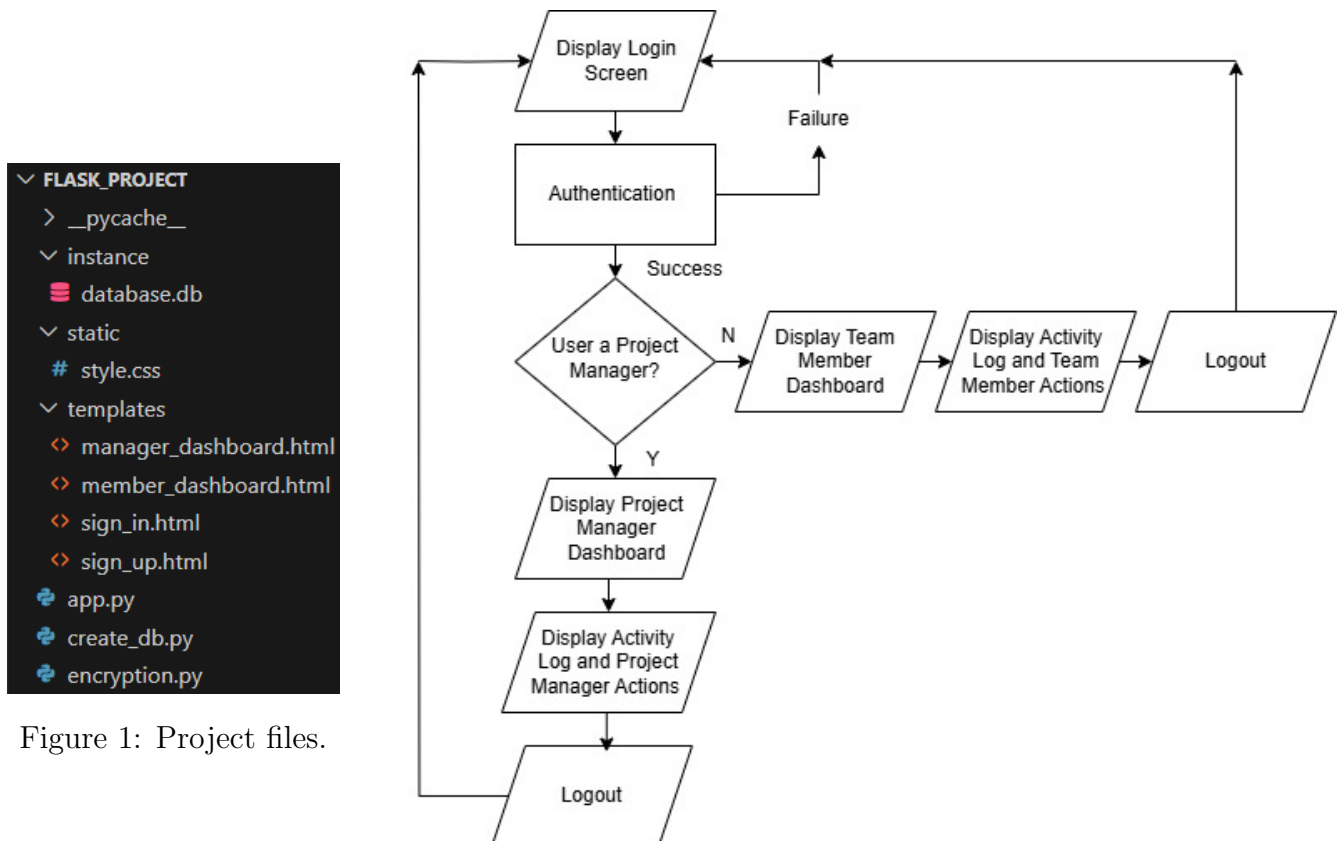 FLASK_PROJECT
__pycache__
instance
database.db
static
# style.css
templates
<> manager_dashboard.html
<> member_dashboard.html
<> sign_in.html
<> sign_up.html
app.py
create_db.py
encryption.py
Figure 1: Project files.
Display Login
Screen
Failure
Authentication
Success
User a Project
Manager?
N
Display Team
Member
Dashboard
Display Activity
Log and Team
Member Actions
Logout
Y
Display Project
Manager
Dashboard
Display Activity
Log and Project
Manager Actions
Logout